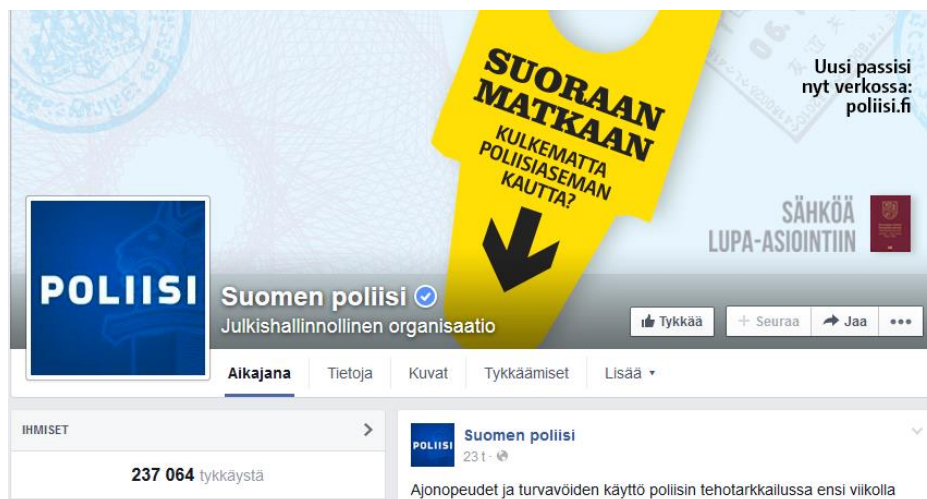 SUORAAN
MATKAAN
KULKEMATTA
POLIISIASEMAN
KAUTTA?
Uusi passisi
nyt verkossa:
poliisi.fi
SÄHKÖÄ
LUPA-ASIOINTIIN
POLIISI
Suomen poliisi
Julkishallinnollinen organisaatio
Tykkää
+ Seuraa
Jaa
Aikajana Tietoja Kuvat Tykkäämiset Lisää
IHMISET
237 064 tykkäystä
POLIISI
Suomen poliisi
23 t ·
Ajonopeudet ja turvavöiden käyttö poliisin tehotarkkailussa ensi viikolla